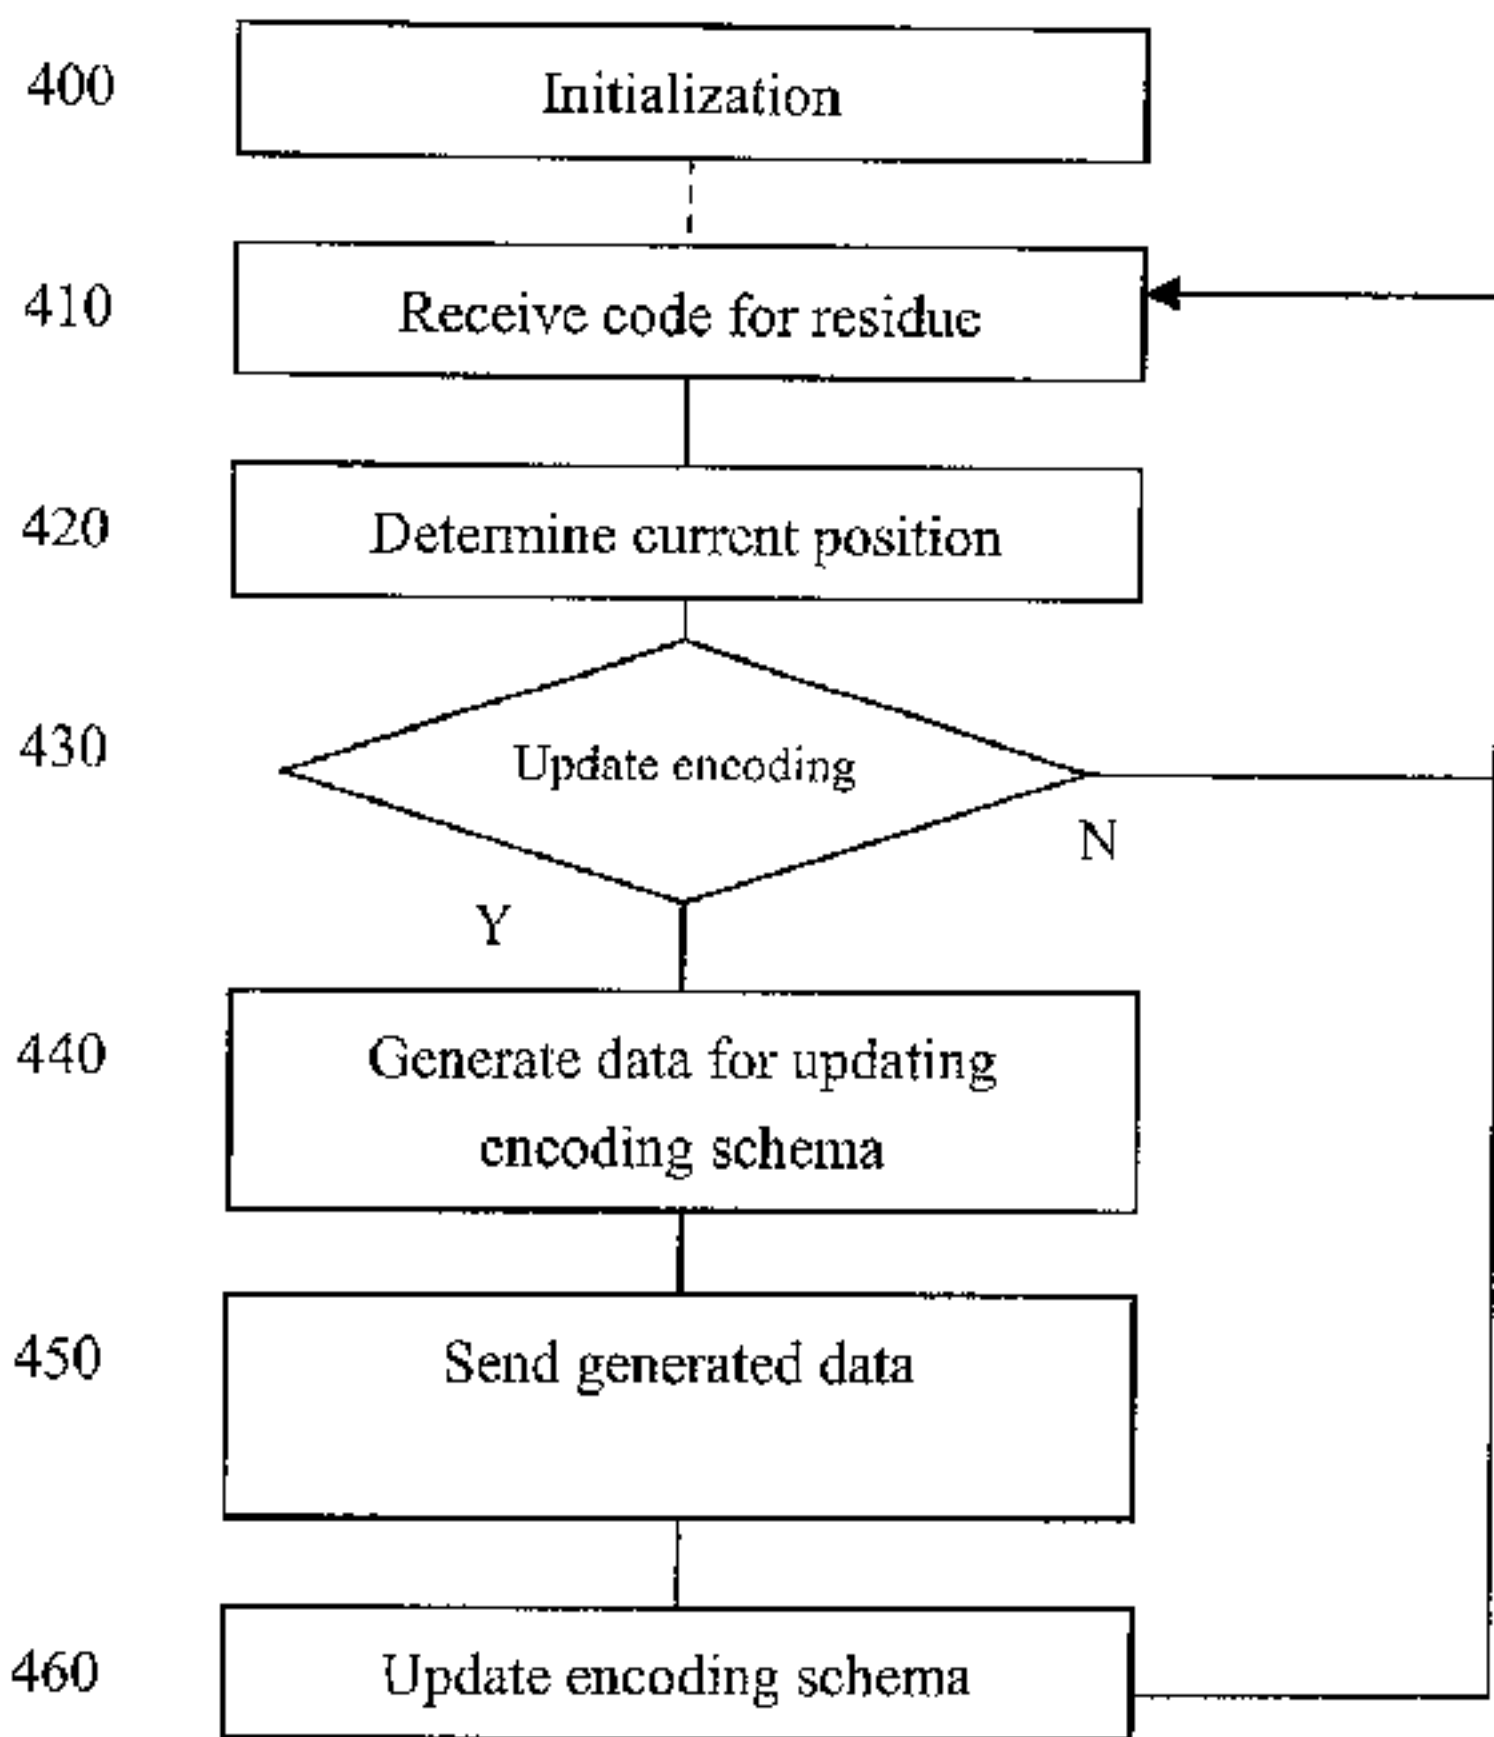 400
Initialization
410
Receive code for residue
420
Determine current position
430
Update encoding
N
Y
440
Generate data for updating
encoding schema
450
Send generated data
460
Update encoding schema